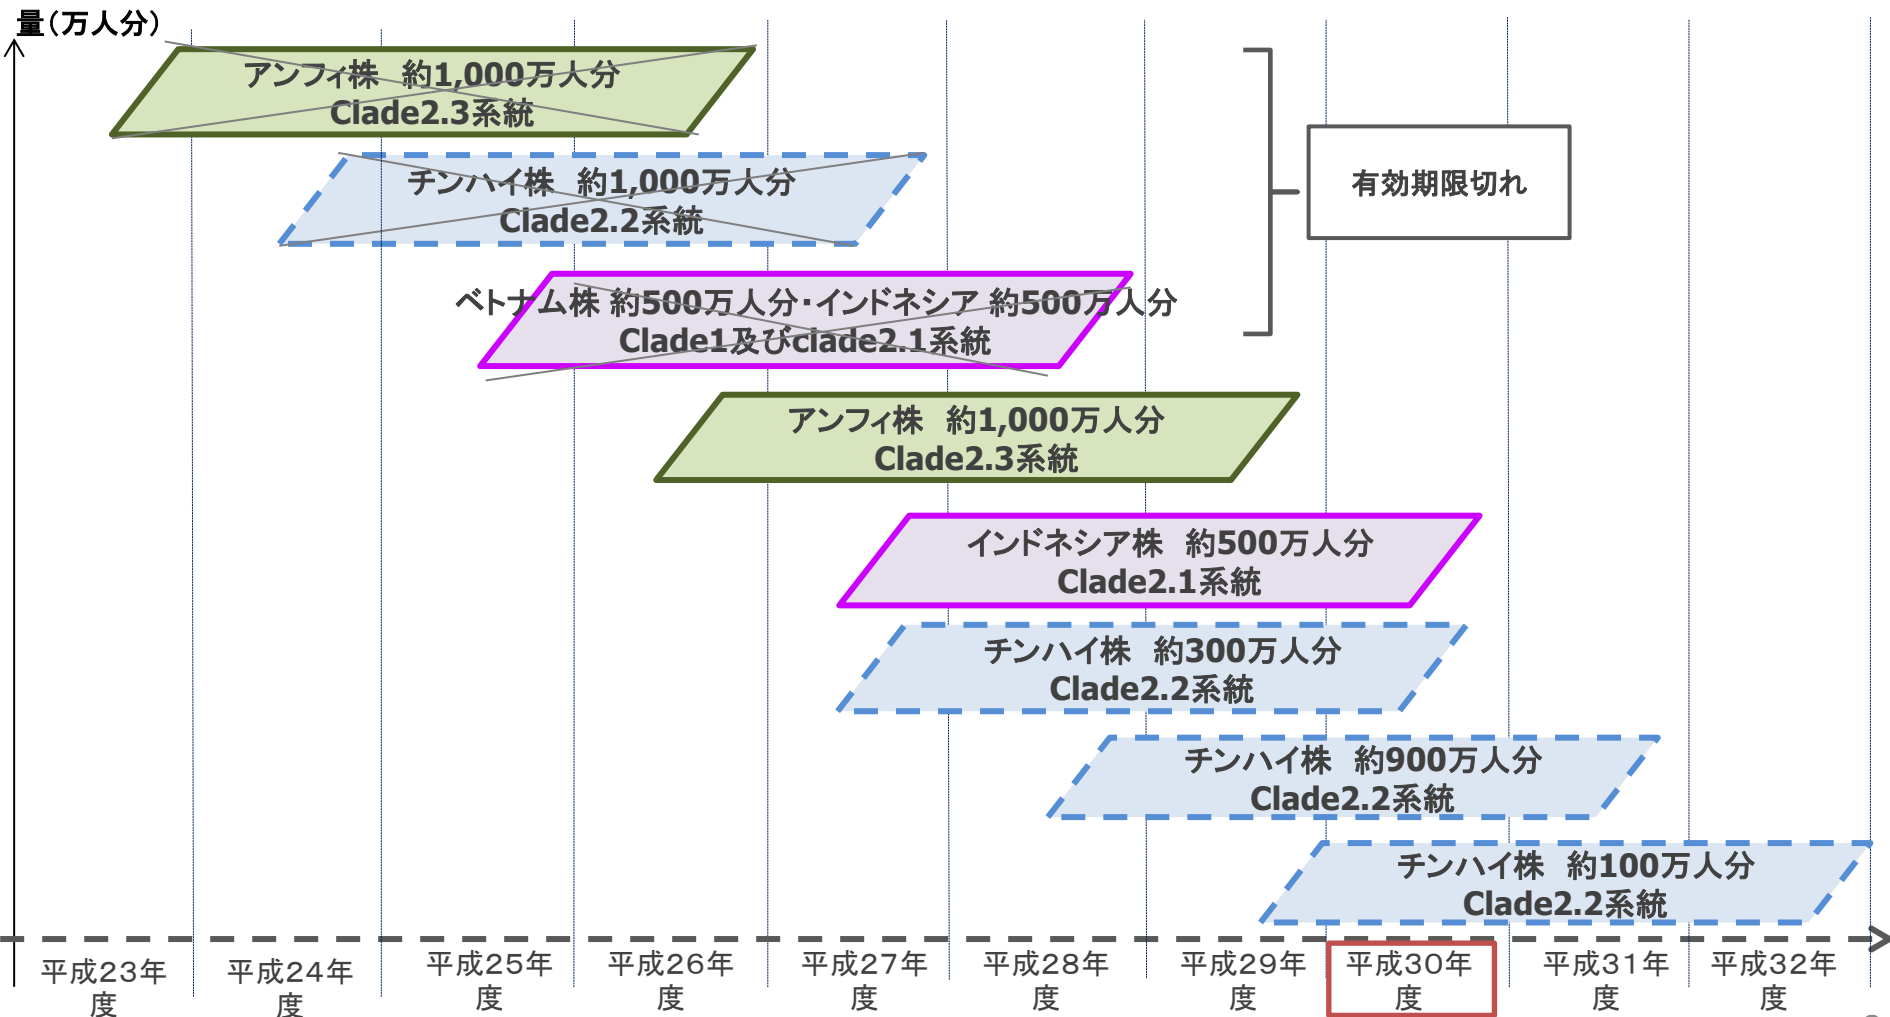 量（万人分）
アンフィ株　約1,000万人分
Clade2.3系統
チンハイ株　約1,000万人分
Clade2.2系統
有効期限切れ
ベトナム株 約500万人分・インドネシア 約500万人分
Clade1及びclade2.1系統
アンフィ株　約1,000万人分
Clade2.3系統
インドネシア株　約500万人分
Clade2.1系統
チンハイ株　約300万人分
Clade2.2系統
チンハイ株　約900万人分
Clade2.2系統
チンハイ株　約100万人分
Clade2.2系統
平成23年
度
平成24年
度
平成25年
度
平成26年
度
平成27年
度
平成28年
度
平成29年
度
平成30年
度
平成31年
度
平成32年
度